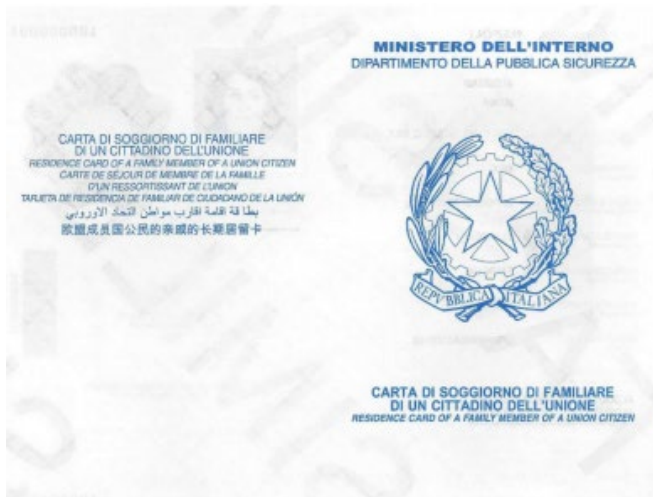 CARTA DI SOGGIORNO DI FAMILIARE
DI UN CITTADINO DELL'UNIONE
RESIDENCE CARD OF A FAMILY MEMBER OF A UNION CITIZEN
CARTE DE SÉJOUR DE MEMBRE DE LA FAMILLE
D'UN RESSORTISSANT DE L'UNION
TARJETA DE RESIDENCIA DE FAMILIAR DE CIUDADANO DE LA UNIÓN
بطا قة اقامة اقارب مواطن التحاد الاوروبي
欧盟成员国公民的亲戚的长期居留卡
MINISTERO DELL'INTERNO
DIPARTIMENTO DELLA PUBBLICA SICUREZZA
REPVBBLICA ITALIANA
CARTA DI SOGGIORNO DI FAMILIARE
DI UN CITTADINO DELL'UNIONE
RESIDENCE CARD OF A FAMILY MEMBER OF A UNION CITIZEN